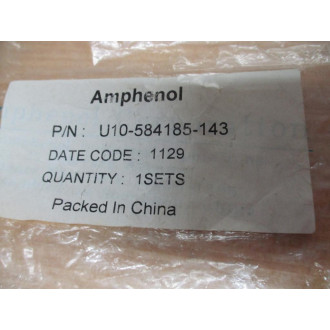 Amphenol
P/N : U10-584185-143
DATE CODE : 1129
QUANTITY : 1SETS
Packed In China